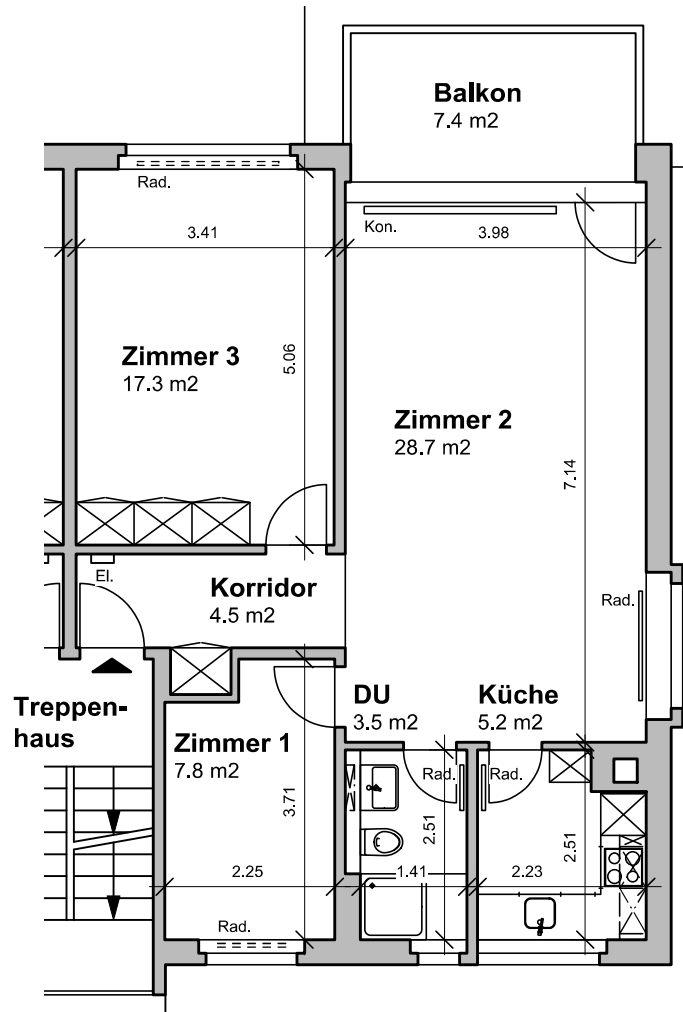 Balkon
7.4 m2
Rad.
Kon.
3.41
3.98
Zimmer 3
17.3 m2
5.06
Zimmer 2
28.7 m2
7.14
El.
Korridor
4.5 m2
Rad.
Treppen-
haus
Zimmer 1
7.8 m2
DU
3.5 m2
Küche
5.2 m2
Rad.
Rad.
3.71
2.51
2.51
2.25
1.41
2.23
Rad.